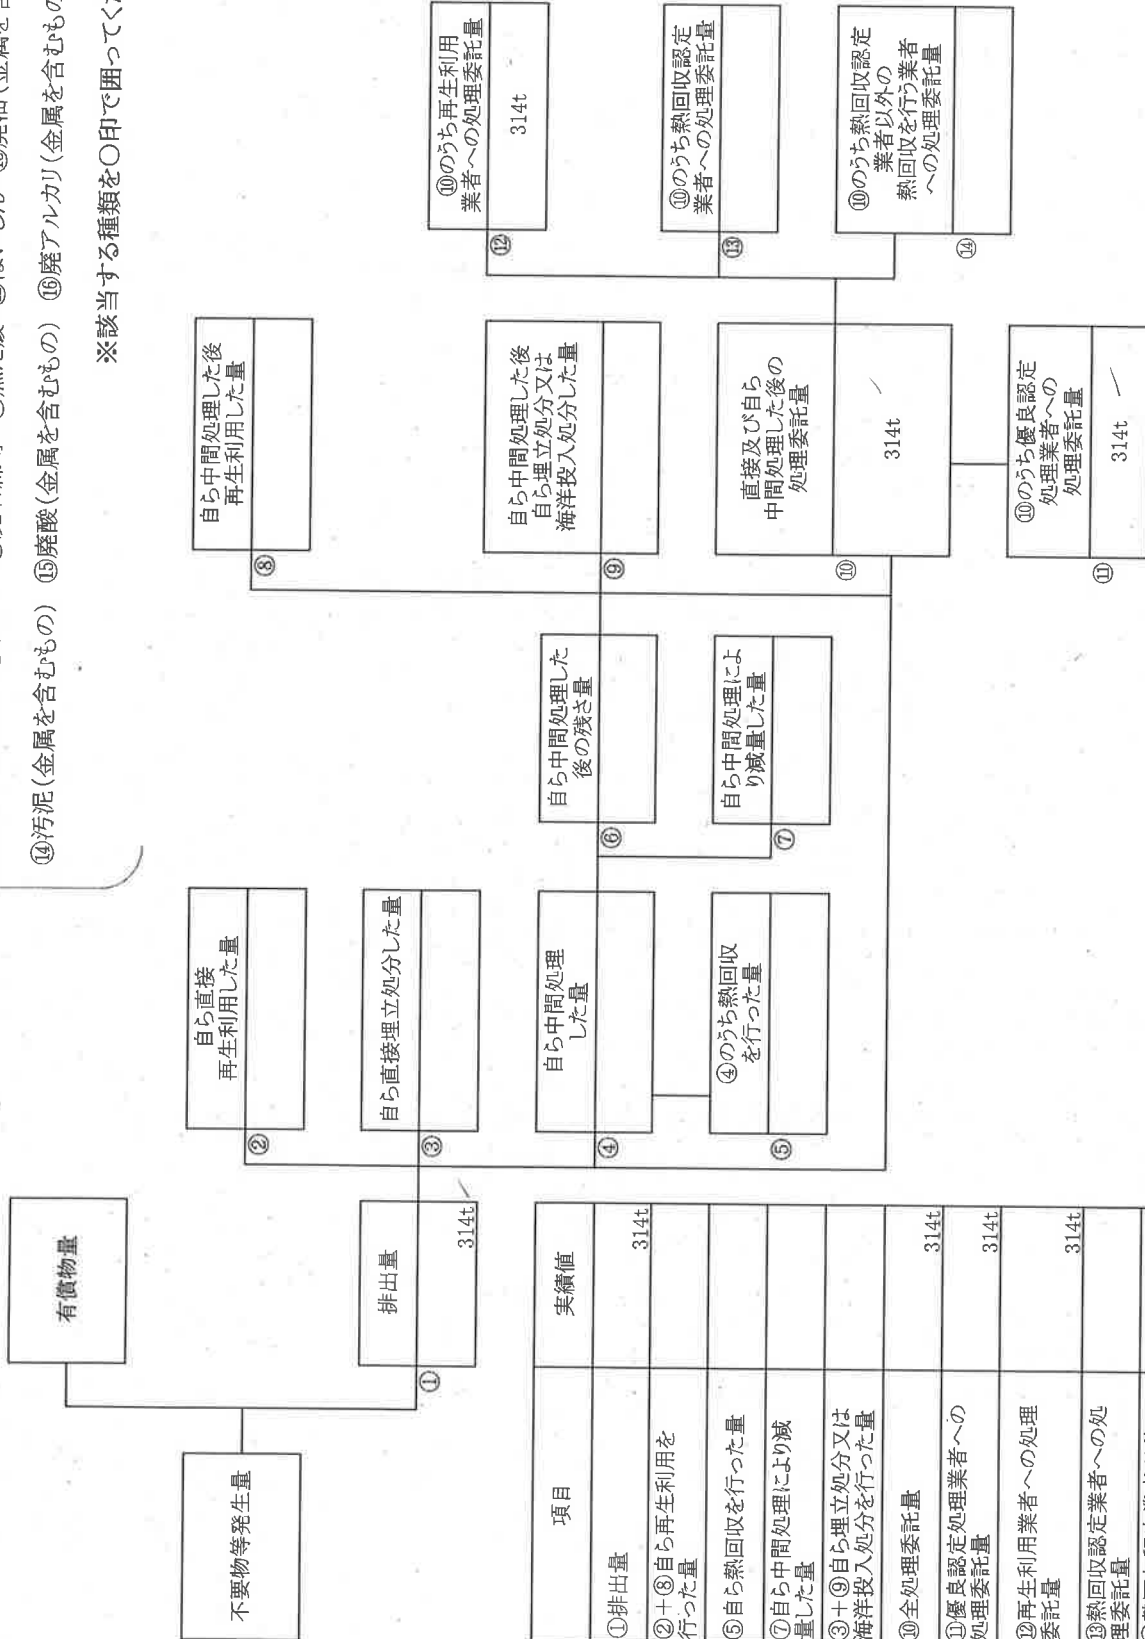 ⑭汚泥(金属を含むもの) ⑮廃酸(金属を含むもの) ⑯廃アルカリ(金属を含むもの
※該当する種類を○印で囲ってくだ
不要物等発生量
有償物量
①
排出量
314t
②
自ら直接
再生利用した量
③
自ら直接埋立処分した量
④
自ら中間処理
した量
⑤
④のうち熱回収
を行った量
⑥
自ら中間処理した
後の残さ量
⑦
自ら中間処理によ
り減量した量
⑧
自ら中間処理した後
再生利用した量
⑨
自ら中間処理した後
自ら埋立処分又は
海洋投入処分した量
⑩
直接及び自ら
中間処理した後の
処理委託量
314t
⑪
⑩のうち優良認定
処理業者への
処理委託量
314t
⑫
⑩のうち再生利用
業者への処理委託量
314t
⑬
⑩のうち熱回収認定
業者への処理委託量
⑭
⑩のうち熱回収認定
業者以外の
熱回収を行う業者
への処理委託量
項目 実績値
①排出量 314t
②+⑧自ら再生利用を
行った量
⑤自ら熱回収を行った量
⑦自ら中間処理により減
量した量
③+⑨自ら埋立処分又は
海洋投入処分を行った量
⑩全処理委託量 314t
⑪優良認定処理業者への
処理委託量 314t
⑫再生利用業者への処理
委託量 314t
⑬熱回収認定業者への処
理委託量